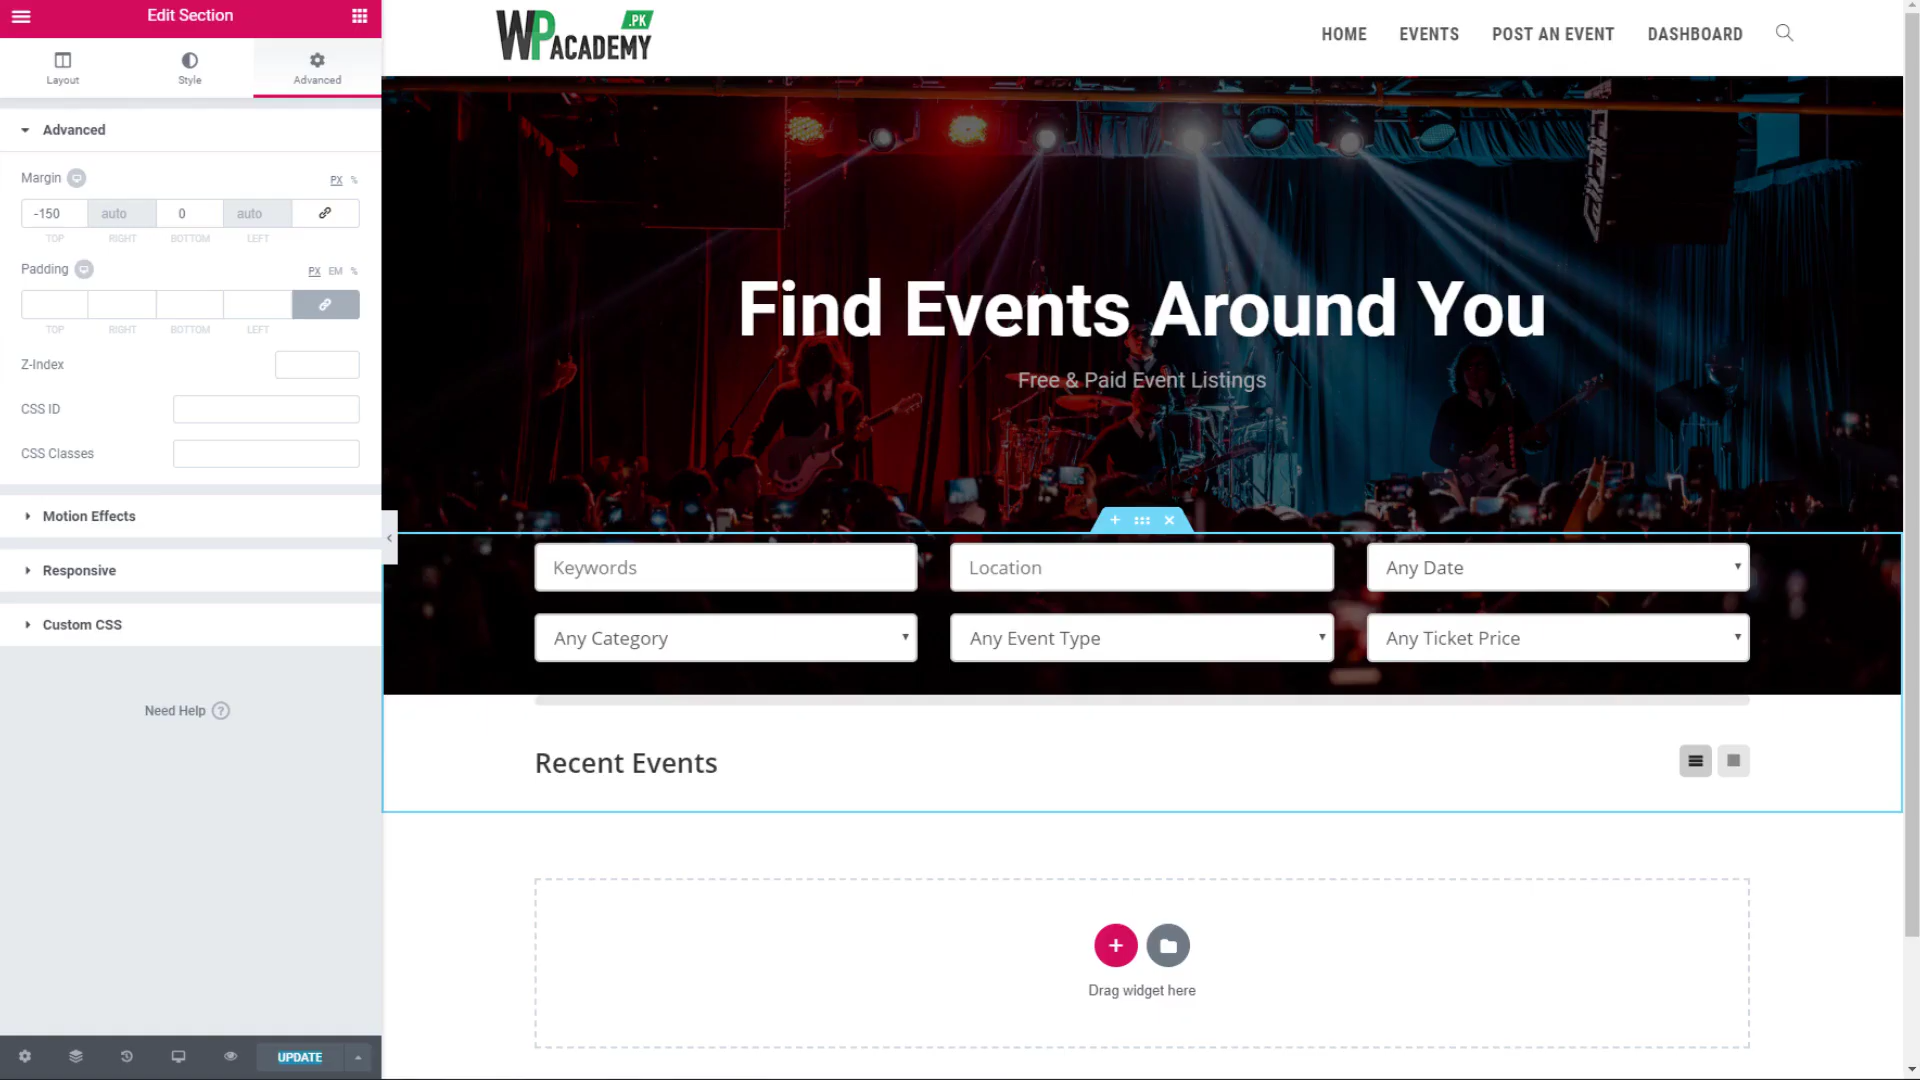 Edit Section
Layout
Style
Advanced
Advanced
Margin
PX %
-150 auto 0 auto
TOP RIGHT BOTTOM LEFT
Padding
PX EM %
TOP RIGHT BOTTOM LEFT
Z-Index
CSS ID
CSS Classes
Motion Effects
Responsive
Custom CSS
Need Help ?
UPDATE
WP ACADEMY .PK
HOME EVENTS POST AN EVENT DASHBOARD
Find Events Around You
Free & Paid Event Listings
Keywords Location Any Date
Any Category Any Event Type Any Ticket Price
Recent Events
Drag widget here